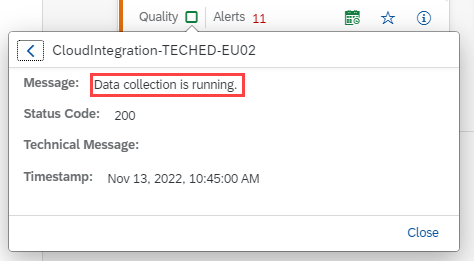 Quality Alerts 11
CloudIntegration-TECHED-EU02
Message: Data collection is running.
Status Code: 200
Technical Message:
Timestamp: Nov 13, 2022, 10:45:00 AM
Close